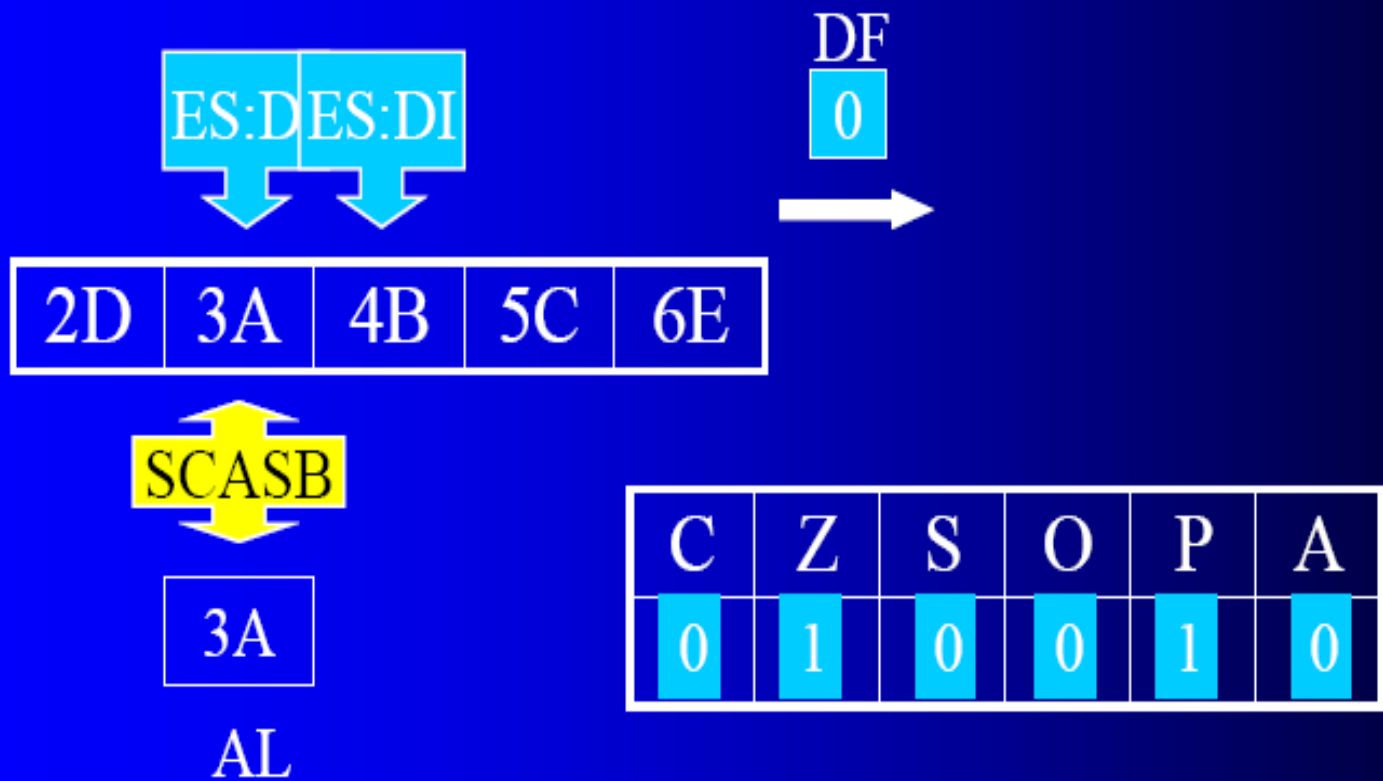 DF
ES:D ES:DI 0
2D 3A 4B 5C 6E
SCASB
C Z S O P A
3A
0 1 0 0 1 0
AL